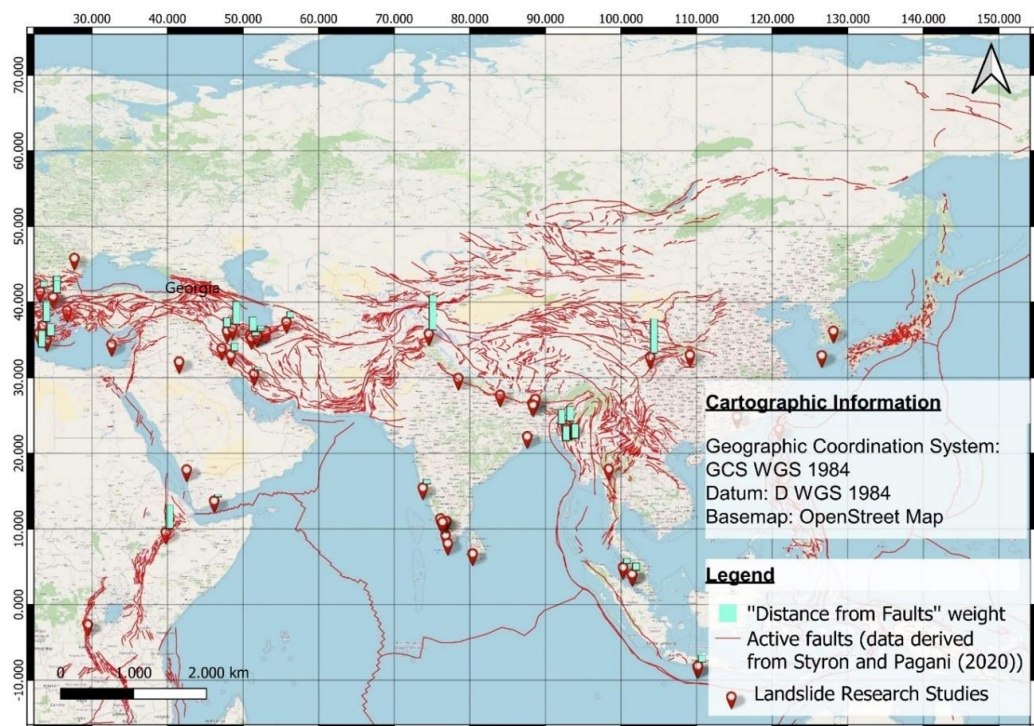 30.000 40.000 50.000 60.000 70.000 80.000 90.000 100.000 110.000 120.000 130.000 140.000 150.000
70.000
60.000
50.000
40.000
30.000
20.000
10.000
0.000
-10.000
Georgia
Cartographic Information
Geographic Coordination System:
GCS WGS 1984
Datum: D WGS 1984
Basemap: OpenStreet Map
Legend
"Distance from Faults" weight
Active faults (data derived
from Styron and Pagani (2020))
Landslide Research Studies
0 1.000 2.000 km